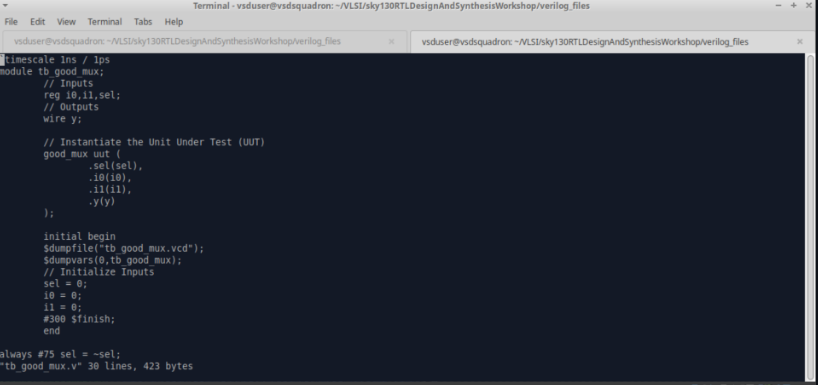 Terminal - vsduser@vsdsquadron: ~/VLSI/sky130RTLDesignAndSynthesisWorkshop/verilog_files
File Edit View Terminal Tabs Help
vsduser@vsdsquadron: ~/VLSI/sky130RTLDesignAndSynthesisWorkshop/verilog_files
vsduser@vsdsquadron: ~/VLSI/sky130RTLDesignAndSynthesisWorkshop/verilog_files
`timescale 1ns / 1ps
module tb_good_mux;
// Inputs
reg i0,i1,sel;
// Outputs
wire y;
// Instantiate the Unit Under Test (UUT)
good_mux uut (
.sel(sel),
.i0(i0),
.i1(i1),
.y(y)
);
initial begin
$dumpfile("tb_good_mux.vcd");
$dumpvars(0,tb_good_mux);
// Initialize Inputs
sel = 0;
i0 = 0;
i1 = 0;
#300 $finish;
end
always #75 sel = ~sel;
"tb_good_mux.v" 30 lines, 423 bytes